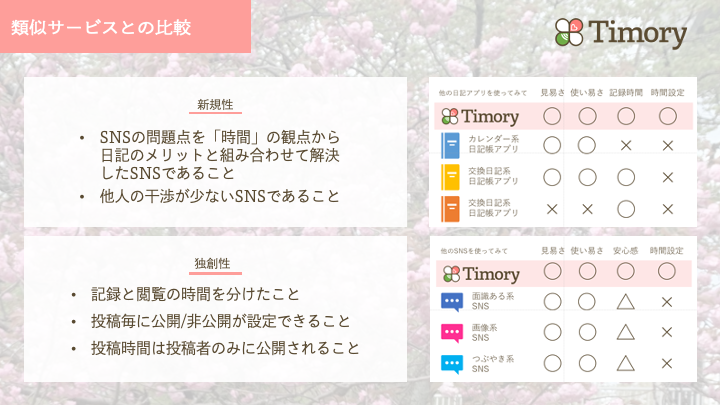 類似サービスとの比較
Timory
新規性
• SNSの問題点を「時間」の観点から
日記のメリットと組み合わせて解決
したSNSであること
• 他人の干渉が少ないSNSであること
他の日記アプリを使ってみて 見易さ 使い易さ 記録時間 時間設定
Timory ○ ○ ○ ○
カレンダー系
日記帳アプリ ○ ○ × ×
交換日記系
日記帳アプリ ○ ○ ○ ×
交換日記系
日記帳アプリ × × ○ ×
独創性
• 記録と閲覧の時間を分けたこと
• 投稿毎に公開/非公開が設定できること
• 投稿時間は投稿者のみに公開されること
他のSNSを使ってみて 見易さ 使い易さ 安心感 時間設定
Timory ○ ○ ○ ○
面識ある系
SNS ○ ○ △ ×
画像系
SNS ○ ○ △ ×
つぶやき系
SNS ○ ○ △ ×